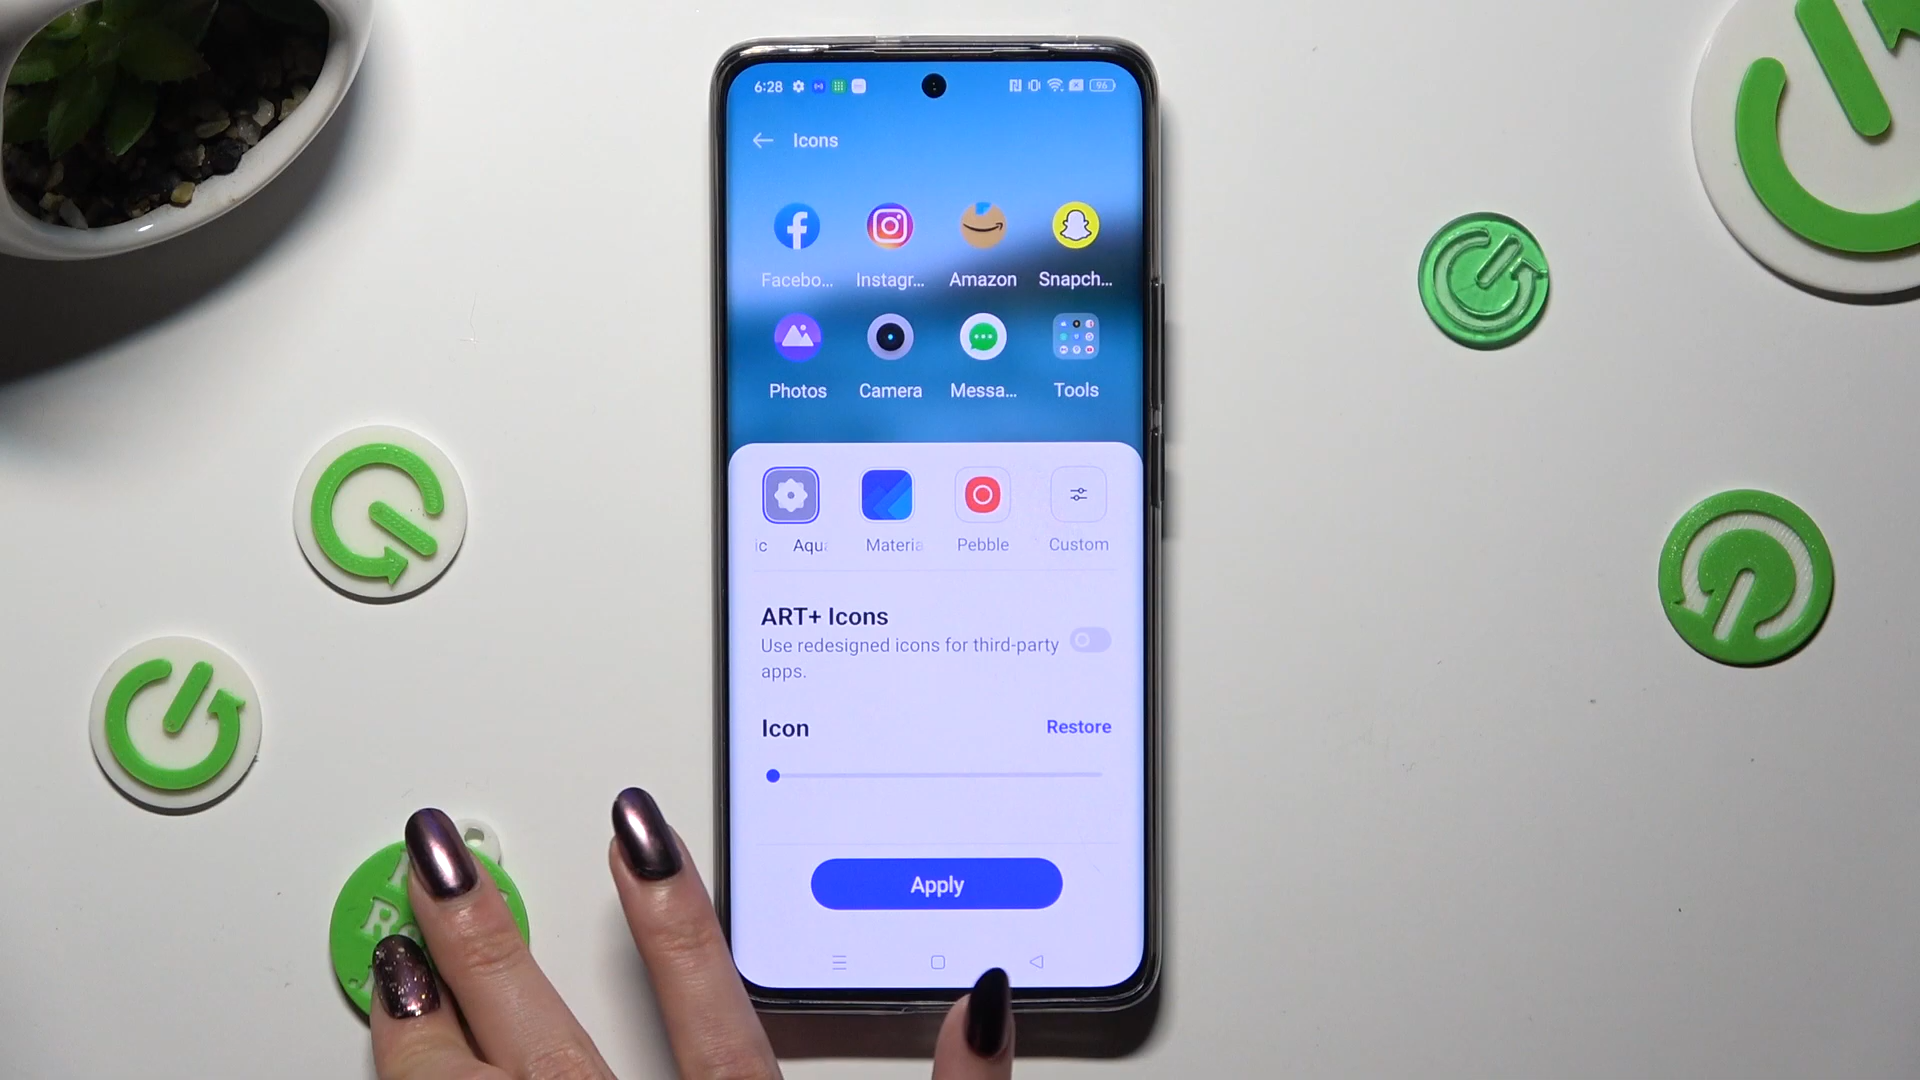 6:28
96
Icons
Facebo... Instagr... Amazon Snapch...
Photos Camera Messa... Tools
ic Aqua Materia Pebble Custom
ART+ Icons
Use redesigned icons for third-party
apps.
Icon Restore
Apply